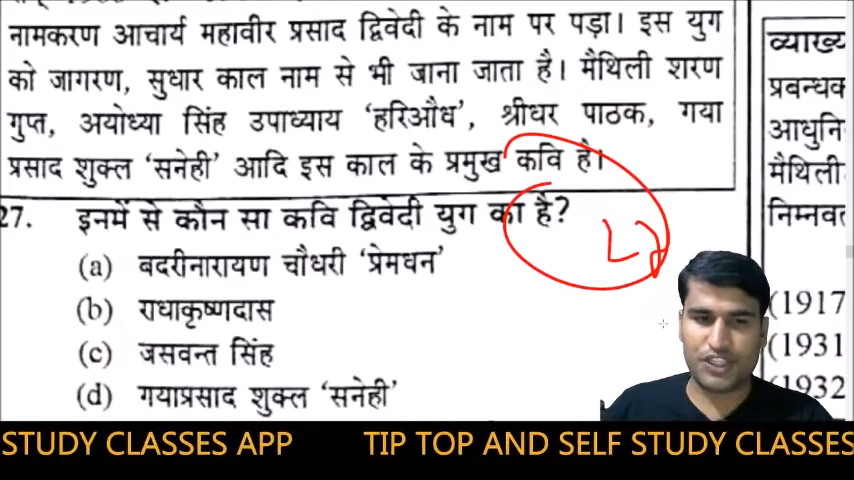 नामकरण आचार्य महावीर प्रसाद द्विवेदी के नाम पर पड़ा। इस युग
को जागरण, सुधार काल नाम से भी जाना जाता है। मैथिली शरण
गुप्त, अयोध्या सिंह उपाध्याय 'हरिऔध', श्रीधर पाठक, गया
प्रसाद शुक्ल 'सनेही' आदि इस काल के प्रमुख कवि है।
27. इनमें से कौन सा कवि द्विवेदी युग का है?
(a) बदरीनारायण चौधरी 'प्रेमधन'
(b) राधाकृष्णदास
(c) जसवन्त सिंह
(d) गयाप्रसाद शुक्ल 'सनेही'
व्याख्य
प्रबन्धक
आधुनि
मैथिली
निम्नवत
(1917
(1931
(1932
STUDY CLASSES APP TIP TOP AND SELF STUDY CLASSES